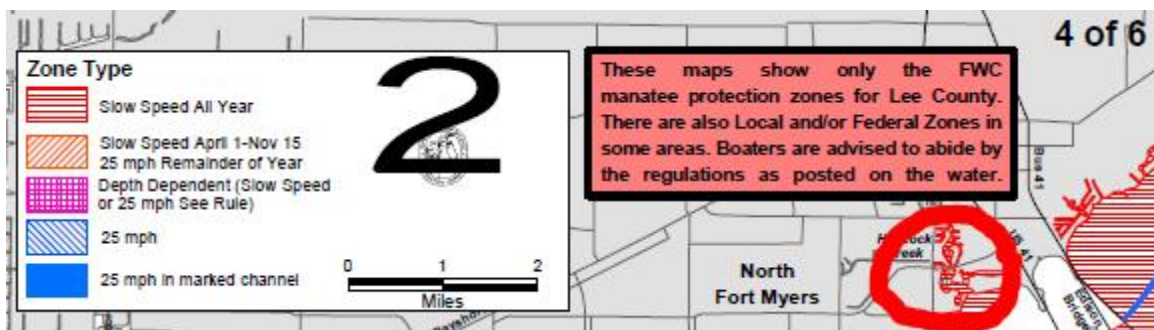 4 of 6
Zone Type
Slow Speed All Year
Slow Speed April 1-Nov 15
25 mph Remainder of Year
Depth Dependent (Slow Speed
or 25 mph See Rule)
25 mph
25 mph in marked channel
2
0 1 2
Miles
These maps show only the FWC
manatee protection zones for Lee County.
There are also Local and/or Federal Zones in
some areas. Boaters are advised to abide by
the regulations as posted on the water.
Bus 41
US 41
North
Fort Myers
Edison